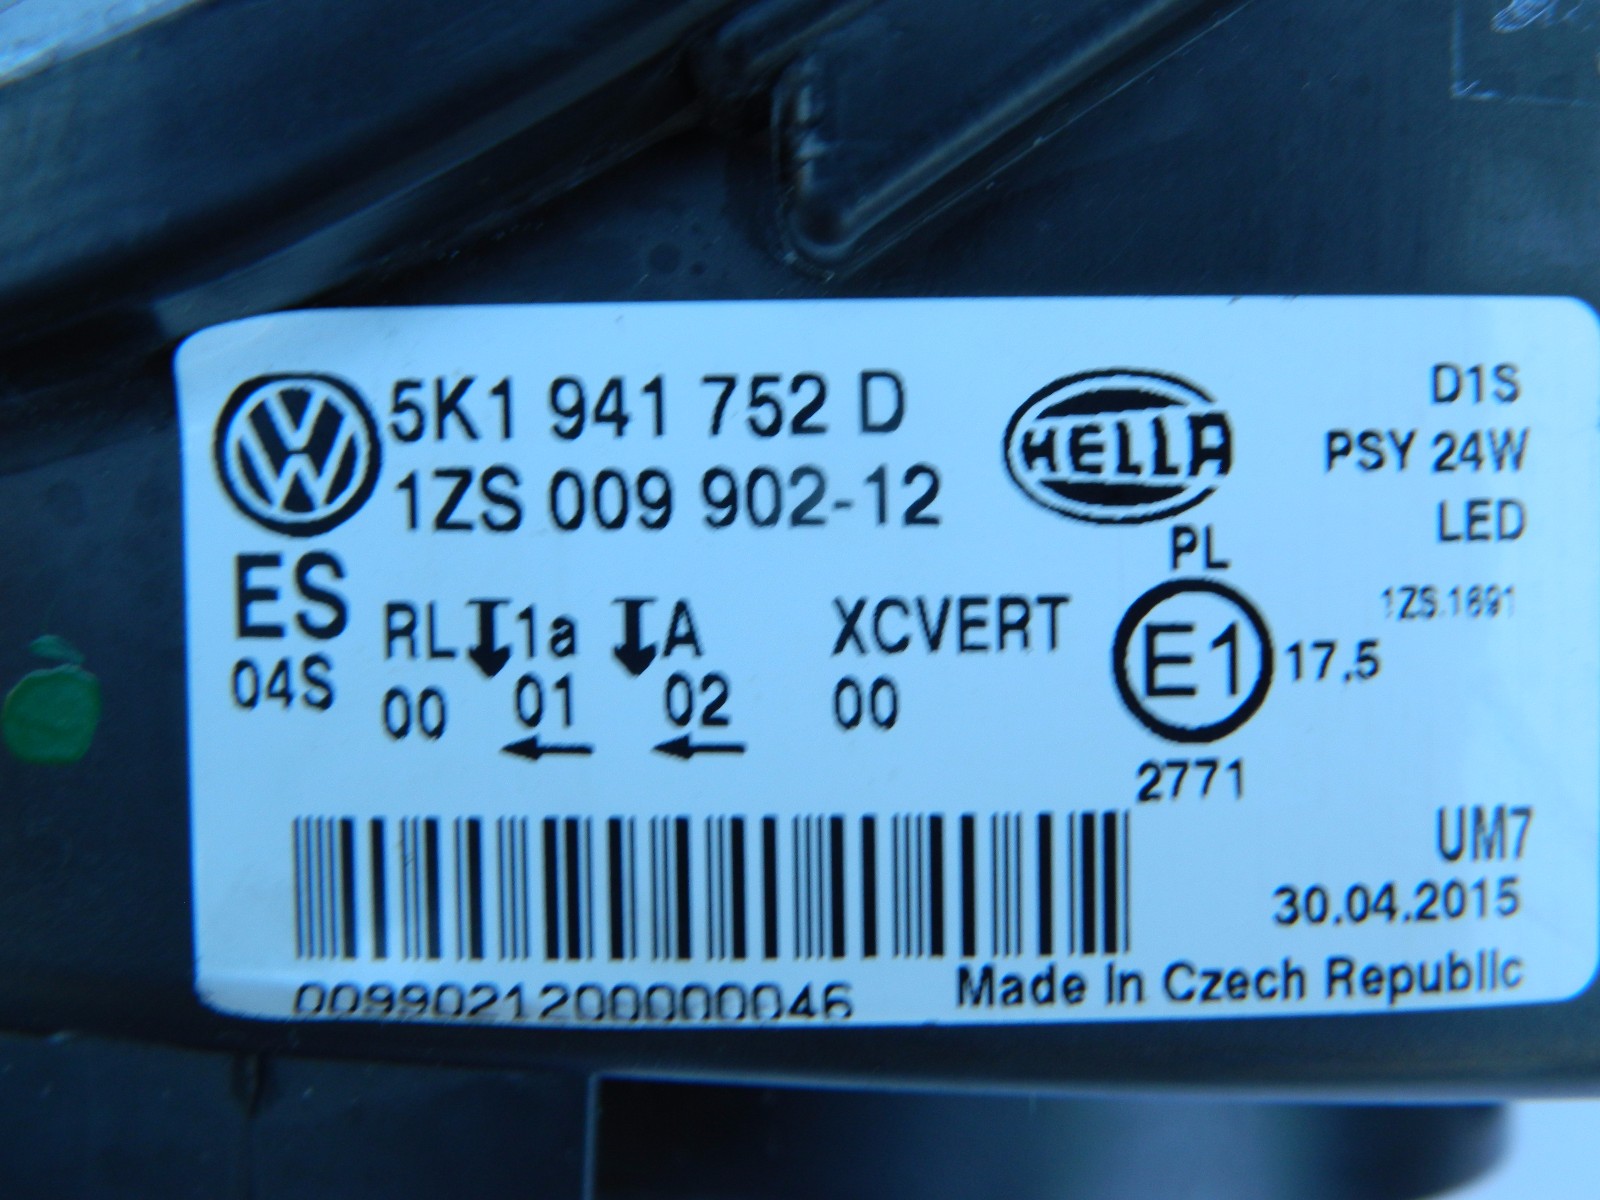 5K1 941 752 D
1ZS 009 902-12
HELLA
D1S
PSY 24W
LED
PL
ES
04S
RL 1a A XCVERT
00 01 02 00
E1 17,5
1ZS.1691
2771
UM7
30.04.2015
0099021200000046
Made In Czech Republic